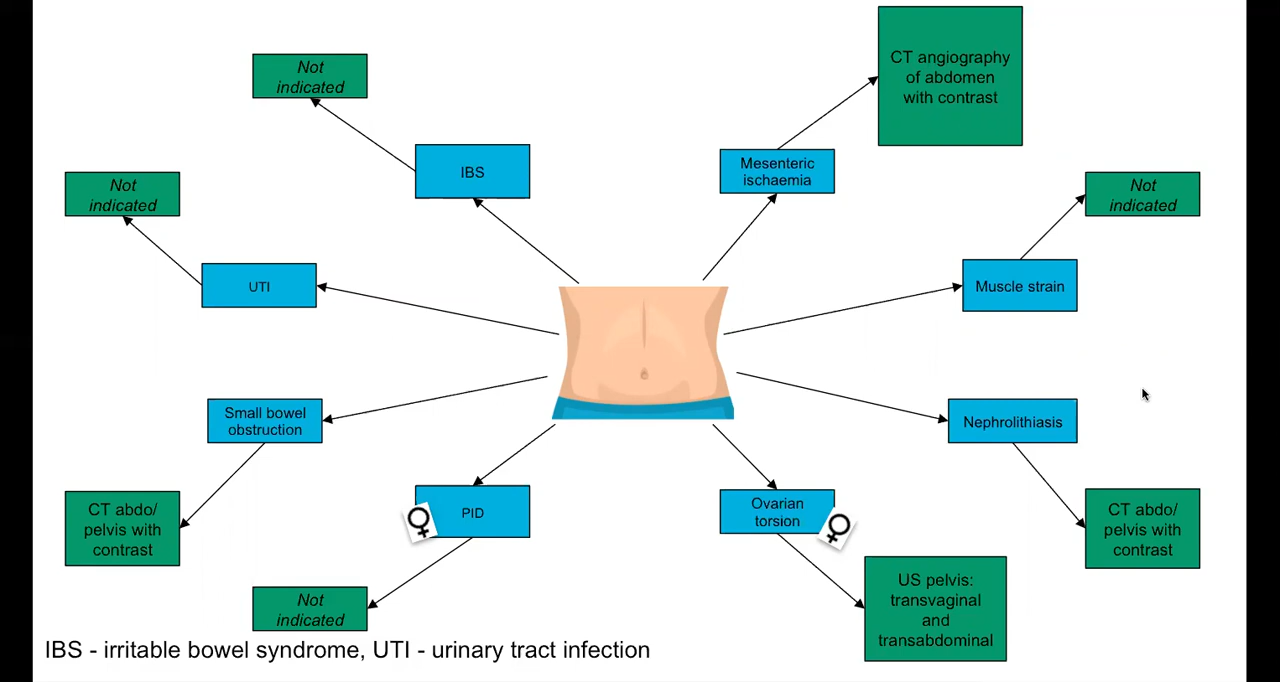 Not
indicated
CT angiography
of abdomen
with contrast
IBS
Mesenteric
ischaemia
Not
indicated
Not
indicated
UTI
Muscle strain
Small bowel
obstruction
Nephrolithiasis
CT abdo/
pelvis with
contrast
PID
Ovarian
torsion
CT abdo/
pelvis with
contrast
Not
indicated
US pelvis:
transvaginal
and
transabdominal
IBS - irritable bowel syndrome, UTI - urinary tract infection